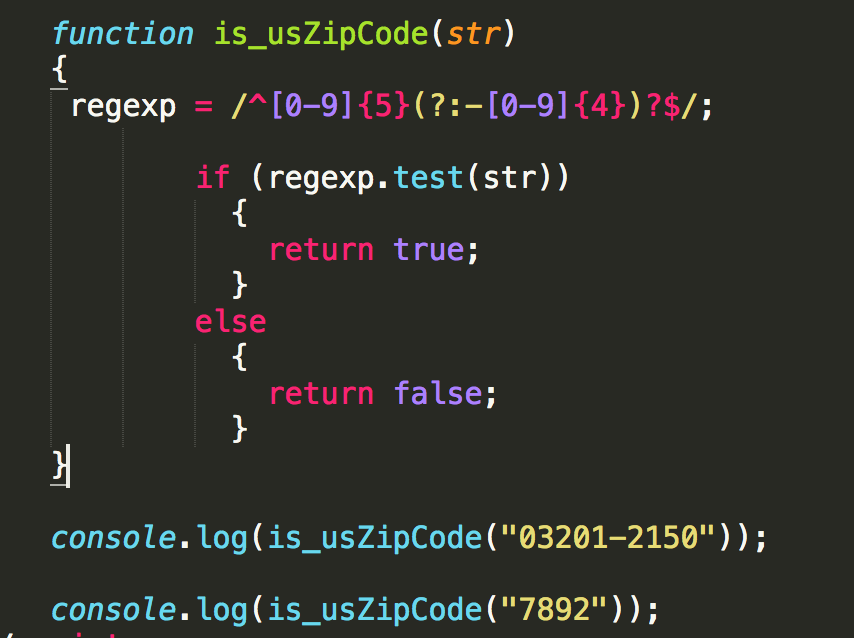 function is_usZipCode(str)
{
regexp = /^[0-9]{5}(?:-[0-9]{4})?$/;
if (regexp.test(str))
{
return true;
}
else
{
return false;
}
}
console.log(is_usZipCode("03201-2150"));
console.log(is_usZipCode("7892"));